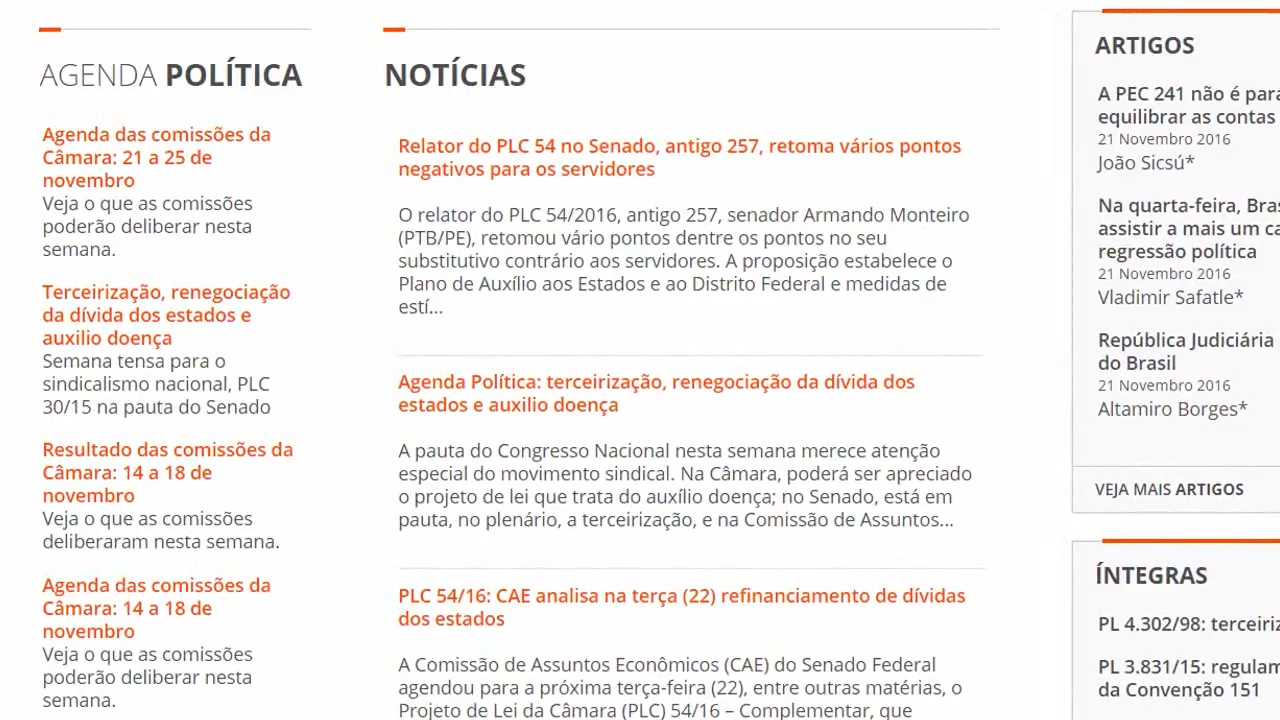 AGENDA POLÍTICA
Agenda das comissões da
Câmara: 21 a 25 de
novembro
Veja o que as comissões
poderão deliberar nesta
semana.
Terceirização, renegociação
da dívida dos estados e
auxilio doença
Semana tensa para o
sindicalismo nacional, PLC
30/15 na pauta do Senado
Resultado das comissões da
Câmara: 14 a 18 de
novembro
Veja o que as comissões
deliberaram nesta semana.
Agenda das comissões da
Câmara: 14 a 18 de
novembro
Veja o que as comissões
poderão deliberar nesta
semana.
NOTÍCIAS
Relator do PLC 54 no Senado, antigo 257, retoma vários pontos
negativos para os servidores
O relator do PLC 54/2016, antigo 257, senador Armando Monteiro
(PTB/PE), retomou vário pontos dentre os pontos no seu
substitutivo contrário aos servidores. A proposição estabelece o
Plano de Auxílio aos Estados e ao Distrito Federal e medidas de
estí...
Agenda Política: terceirização, renegociação da dívida dos
estados e auxilio doença
A pauta do Congresso Nacional nesta semana merece atenção
especial do movimento sindical. Na Câmara, poderá ser apreciado
o projeto de lei que trata do auxílio doença; no Senado, está em
pauta, no plenário, a terceirização, e na Comissão de Assuntos...
PLC 54/16: CAE analisa na terça (22) refinanciamento de dívidas
dos estados
A Comissão de Assuntos Econômicos (CAE) do Senado Federal
agendou para a próxima terça-feira (22), entre outras matérias, o
Projeto de Lei da Câmara (PLC) 54/16 – Complementar, que
ARTIGOS
A PEC 241 não é para
equilibrar as contas
21 Novembro 2016
João Sicsú*
Na quarta-feira, Bras
assistir a mais um ca
regressão política
21 Novembro 2016
Vladimir Safatle*
República Judiciária
do Brasil
21 Novembro 2016
Altamiro Borges*
VEJA MAIS ARTIGOS
ÍNTEGRAS
PL 4.302/98: terceiriz
PL 3.831/15: regulam
da Convenção 151